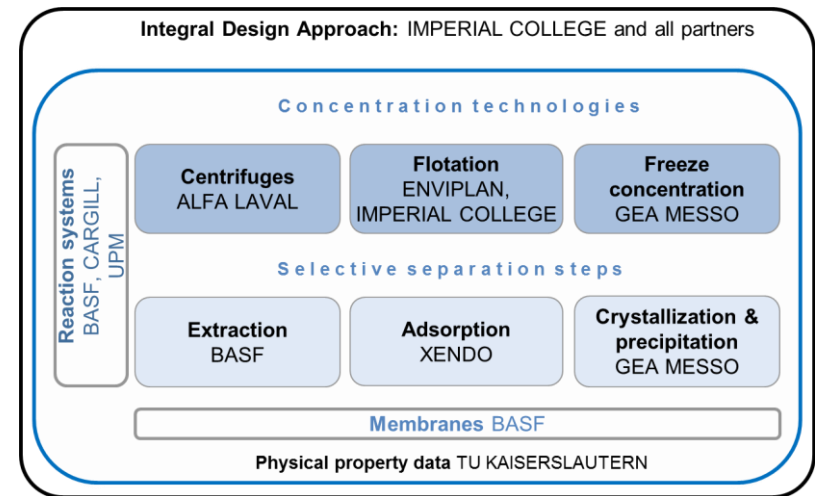 Integral Design Approach: IMPERIAL COLLEGE and all partners
Concentration technologies
Reaction systems
BASF, CARGILL,
UPM
Centrifuges
ALFA LAVAL
Flotation
ENVIPLAN,
IMPERIAL COLLEGE
Freeze
concentration
GEA MESSO
Selective separation steps
Extraction
BASF
Adsorption
XENDO
Crystallization &
precipitation
GEA MESSO
Membranes BASF
Physical property data TU KAISERSLAUTERN